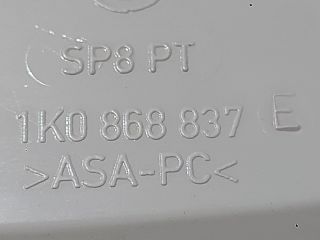 SP8 PT
1K0 868 837 E
>ASA-PC<